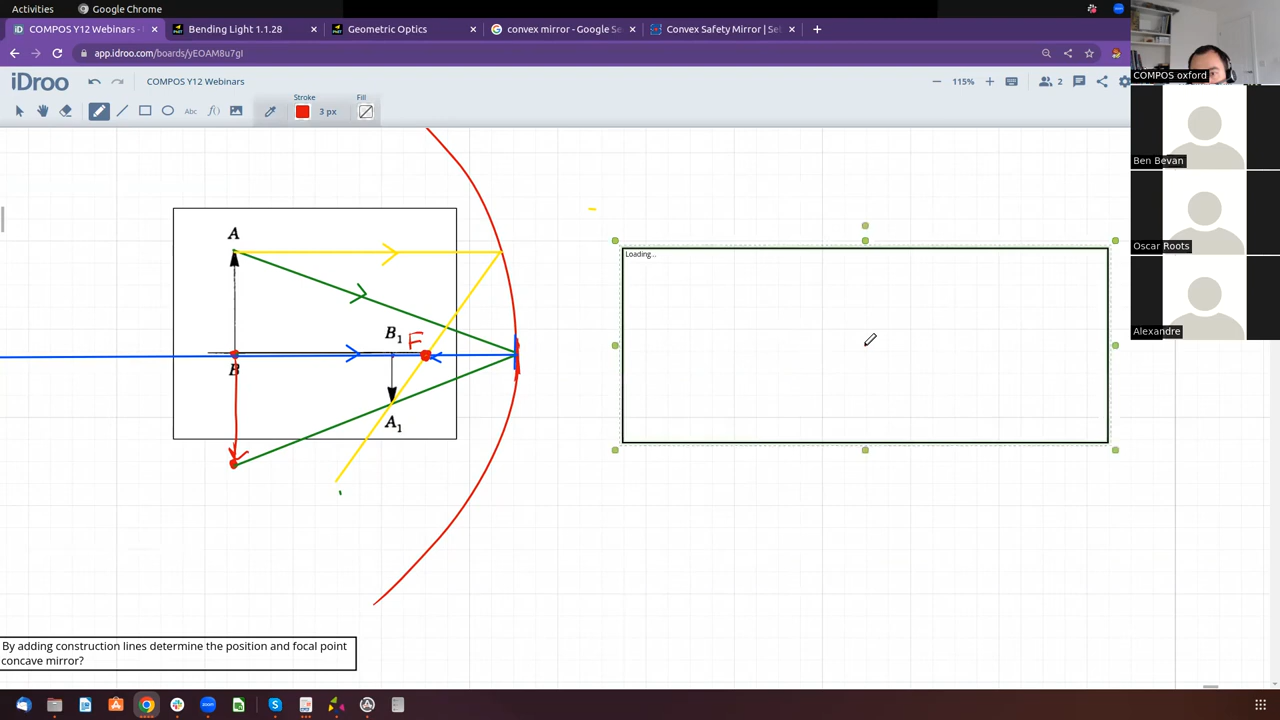 Activities
Google Chrome
COMPOS Y12 Webinars - Chrome
Bending Light 1.1.28
Geometric Optics
convex mirror - Google Se
Convex Safety Mirror | Se
app.idroo.com/boards/yEOAM8u7gI
iDroo
COMPOS Y12 Webinars
115%
2
Abc
f()
Stroke
3 px
Fill
COMPOS oxford
Ben Bevan
Oscar Roots
Alexandre
A
B
B1
F
A1
Loading...
By adding construction lines determine the position and focal point
concave mirror?